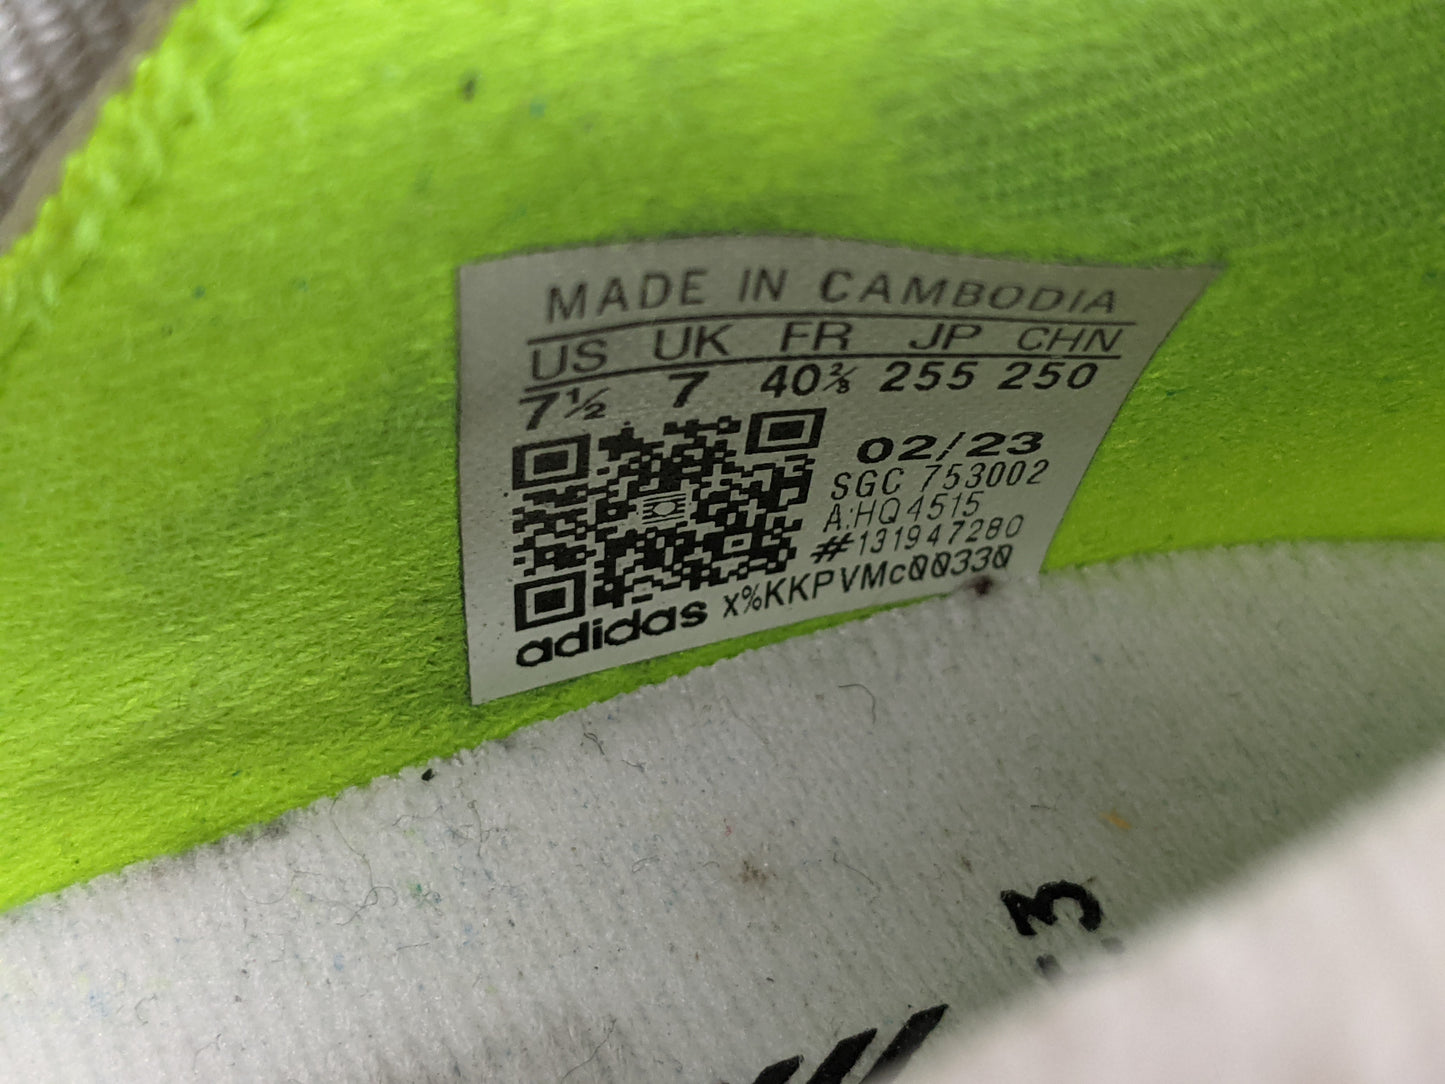 MADE IN CAMBODIA
US UK FR JP CHN
7½ 7 40⅔ 255 250
02/23
SGC 753002
A:HQ4515
#131947280
adidas x%KKPVMc00330
.3